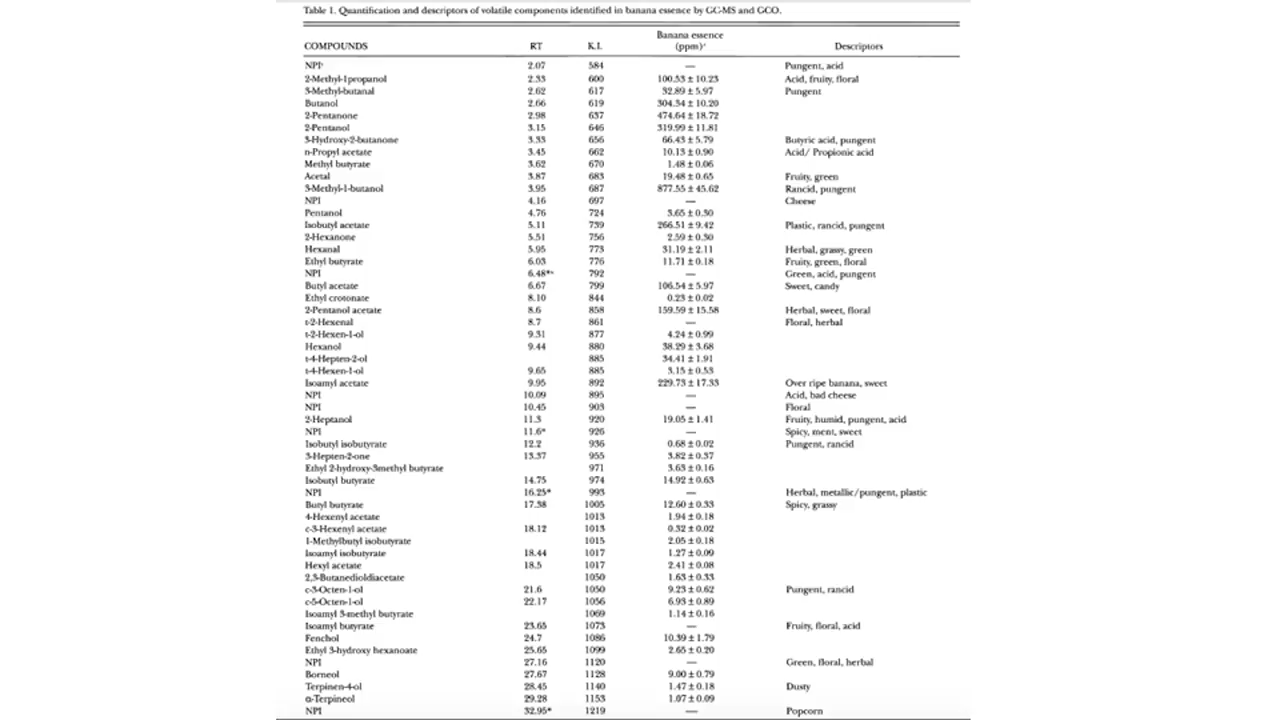 Table 1. Quantification and descriptors of volatile components identified in banana essence by GC-MS and GCO.
Banana essence
COMPOUNDS RT K.I. (ppm)ᶻ Descriptors
NPIʸ 2.07 584 — Pungent, acid
2-Methyl-1propanol 2.33 600 100.53 ± 10.23 Acid, fruity, floral
3-Methyl-butanal 2.62 617 32.89 ± 5.97 Pungent
Butanol 2.66 619 304.34 ± 10.20
2-Pentanone 2.98 637 474.64 ± 18.72
2-Pentanol 3.15 646 319.99 ± 11.81
3-Hydroxy-2-butanone 3.33 656 66.43 ± 5.79 Butyric acid, pungent
n-Propyl acetate 3.45 662 10.13 ± 0.90 Acid/ Propionic acid
Methyl butyrate 3.62 670 1.48 ± 0.06
Acetal 3.87 683 19.48 ± 0.65 Fruity, green
3-Methyl-1-butanol 3.95 687 877.55 ± 45.62 Rancid, pungent
NPI 4.16 697 — Cheese
Pentanol 4.76 724 3.65 ± 0.30
Isobutyl acetate 5.11 739 266.51 ± 9.42 Plastic, rancid, pungent
2-Hexanone 5.51 756 2.59 ± 0.30
Hexanal 5.95 773 31.19 ± 2.11 Herbal, grassy, green
Ethyl butyrate 6.03 776 11.71 ± 0.18 Fruity, green, floral
NPI 6.48*ˣ 792 — Green, acid, pungent
Butyl acetate 6.67 799 106.54 ± 5.97 Sweet, candy
Ethyl crotonate 8.10 844 0.23 ± 0.02
2-Pentanol acetate 8.6 858 159.59 ± 15.58 Herbal, sweet, floral
t-2-Hexenal 8.7 861 — Floral, herbal
t-2-Hexen-1-ol 9.31 877 4.24 ± 0.99
Hexanol 9.44 880 38.29 ± 3.68
t-4-Hepten-2-ol 885 34.41 ± 1.91
t-4-Hexen-1-ol 9.65 885 3.15 ± 0.53
Isoamyl acetate 9.95 892 229.73 ± 17.33 Over ripe banana, sweet
NPI 10.09 895 — Acid, bad cheese
NPI 10.45 903 — Floral
2-Heptanol 11.3 920 19.05 ± 1.41 Fruity, humid, pungent, acid
NPI 11.6* 926 — Spicy, ment, sweet
Isobutyl isobutyrate 12.2 936 0.68 ± 0.02 Pungent, rancid
3-Hepten-2-one 13.37 955 3.82 ± 0.37
Ethyl 2-hydroxy-3methyl butyrate 971 3.63 ± 0.16
Isobutyl butyrate 14.75 974 14.92 ± 0.63
NPI 16.25* 993 — Herbal, metallic/pungent, plastic
Butyl butyrate 17.38 1005 12.60 ± 0.33 Spicy, grassy
4-Hexenyl acetate 1013 1.94 ± 0.18
c-3-Hexenyl acetate 18.12 1013 0.32 ± 0.02
1-Methylbutyl isobutyrate 1015 2.05 ± 0.18
Isoamyl isobutyrate 18.44 1017 1.27 ± 0.09
Hexyl acetate 18.5 1017 2.41 ± 0.08
2,3-Butanedioldiacetate 1050 1.63 ± 0.33
c-3-Octen-1-ol 21.6 1050 9.23 ± 0.62 Pungent, rancid
c-5-Octen-1-ol 22.17 1056 6.93 ± 0.89
Isoamyl 3-methyl butyrate 1069 1.14 ± 0.16
Isoamyl butyrate 23.65 1073 — Fruity, floral, acid
Fenchol 24.7 1086 10.39 ± 1.79
Ethyl 3-hydroxy hexanoate 25.65 1099 2.65 ± 0.20
NPI 27.16 1120 — Green, floral, herbal
Borneol 27.67 1128 9.00 ± 0.79
Terpinen-4-ol 28.45 1140 1.47 ± 0.18 Dusty
α-Terpineol 29.28 1153 1.07 ± 0.09
NPI 32.95* 1219 — Popcorn